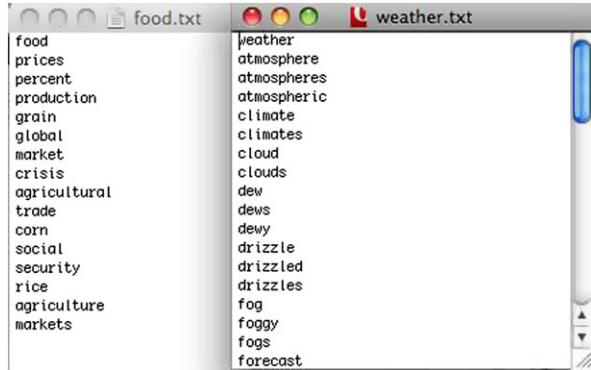 food.txt
food
prices
percent
production
grain
global
market
crisis
agricultural
trade
corn
social
security
rice
agriculture
markets
weather.txt
weather
atmosphere
atmospheres
atmospheric
climate
climates
cloud
clouds
dew
dews
dewy
drizzle
drizzled
drizzles
fog
foggy
fogs
forecast